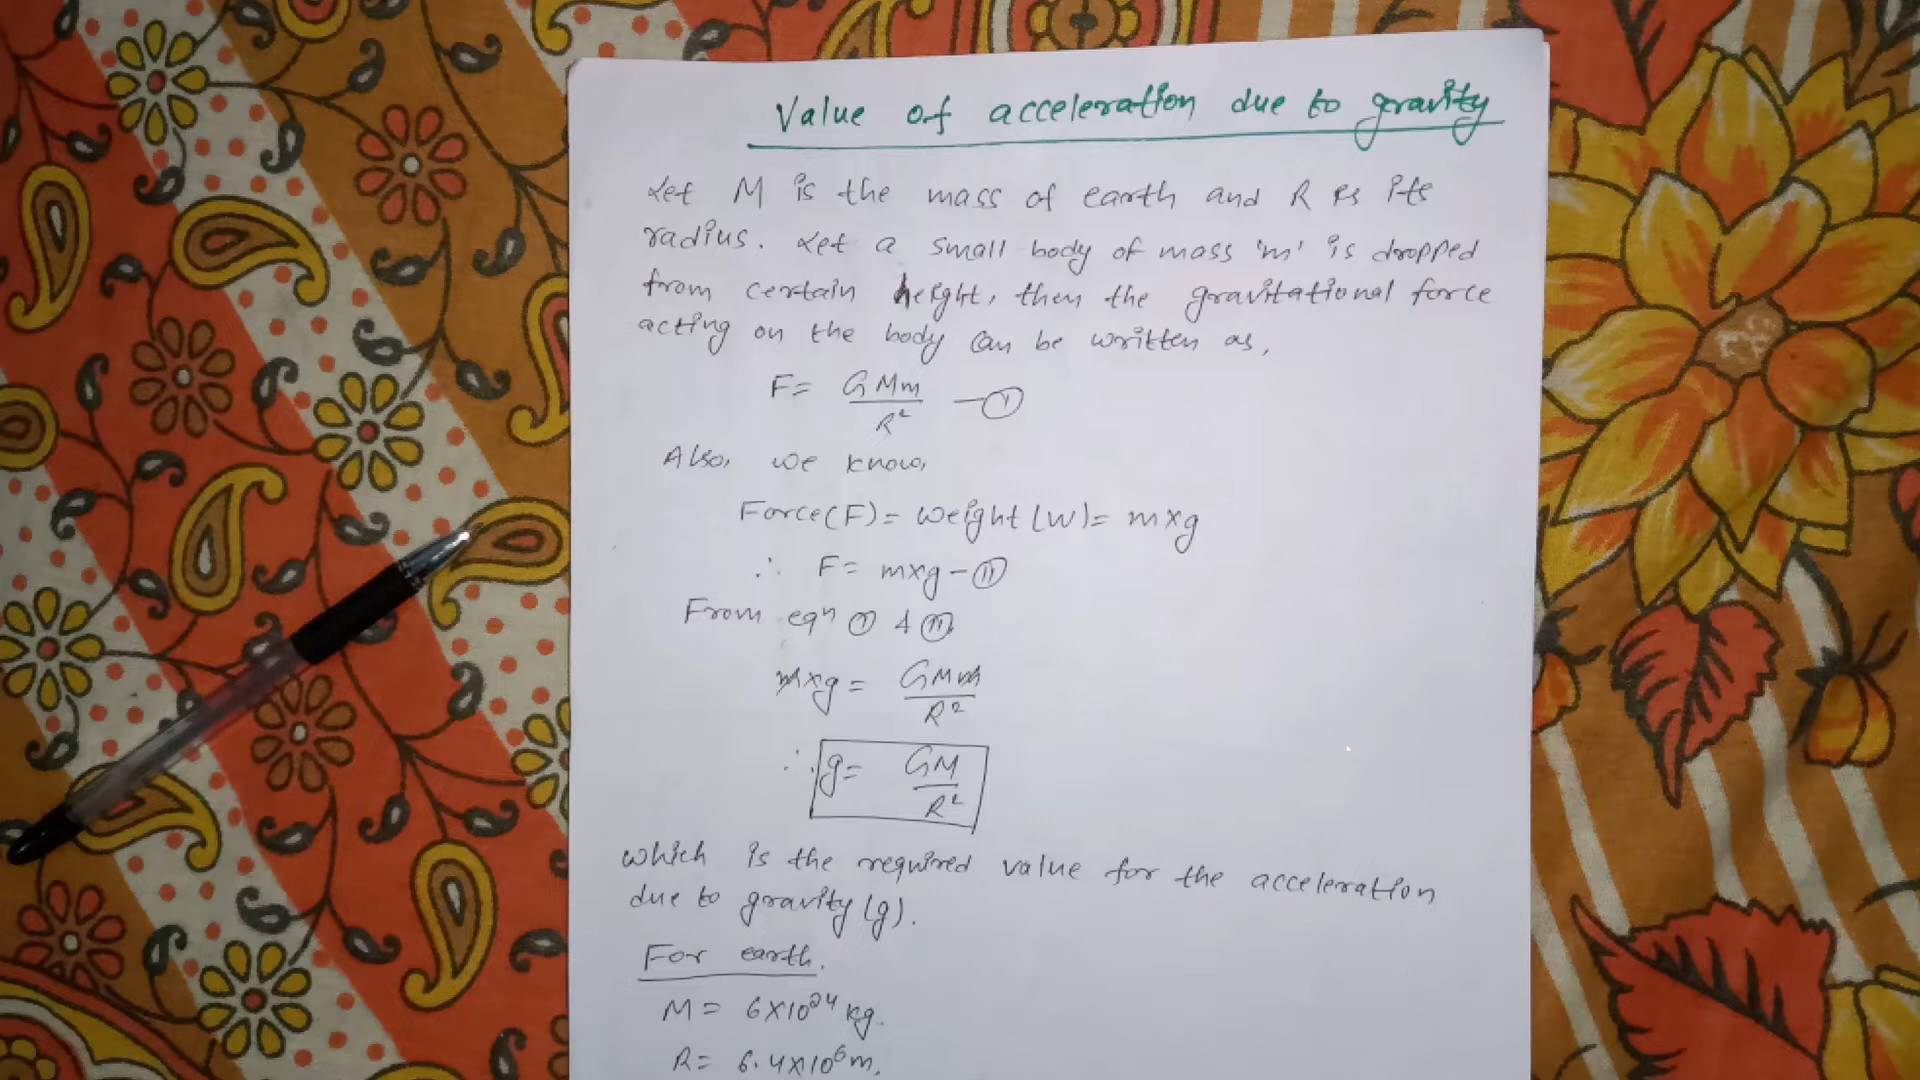 Value of acceleration due to gravity
Let M is the mass of earth and R is its
radius. Let a small body of mass 'm' is dropped
from certain height, then the gravitational force
acting on the body can be written as,
F = GMm/R² - (I)
Also, we know,
Force(F) = Weight (W) = m×g
∴ F = m×g - (II)
From eqn (I) & (II)
m×g = GMm/R²
∴ g = GM/R²
which is the required value for the acceleration
due to gravity (g).
For earth,
M = 6×10²⁴ kg.
R = 6.4×10⁶m,